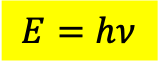 E = hν